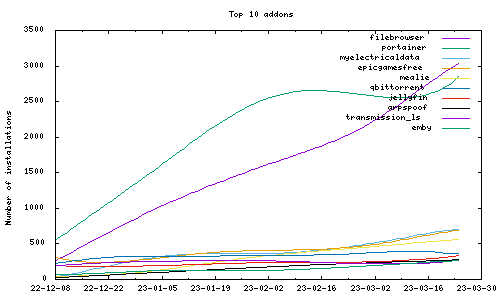 Top 10 addons
Number of installations
3500
3000
2500
2000
1500
1000
500
0
filebrowser
portainer
myelectricaldata
epicgamesfree
mealie
qbittorrent
jellyfin
arpspoof
transmission_ls
emby
22-12-08
22-12-22
23-01-05
23-01-19
23-02-02
23-02-16
23-03-02
23-03-16
23-03-30